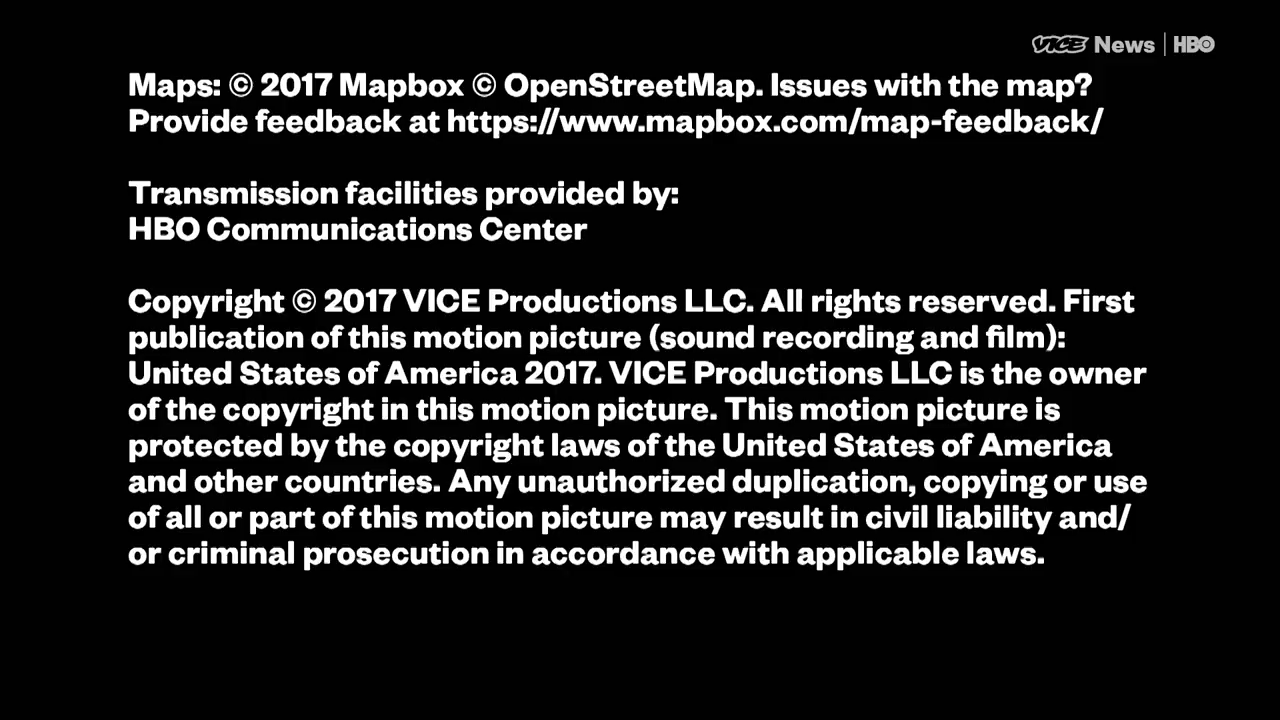 VICE News | HBO
Maps: © 2017 Mapbox © OpenStreetMap. Issues with the map?
Provide feedback at https://www.mapbox.com/map-feedback/
Transmission facilities provided by:
HBO Communications Center
Copyright © 2017 VICE Productions LLC. All rights reserved. First
publication of this motion picture (sound recording and film):
United States of America 2017. VICE Productions LLC is the owner
of the copyright in this motion picture. This motion picture is
protected by the copyright laws of the United States of America
and other countries. Any unauthorized duplication, copying or use
of all or part of this motion picture may result in civil liability and/
or criminal prosecution in accordance with applicable laws.